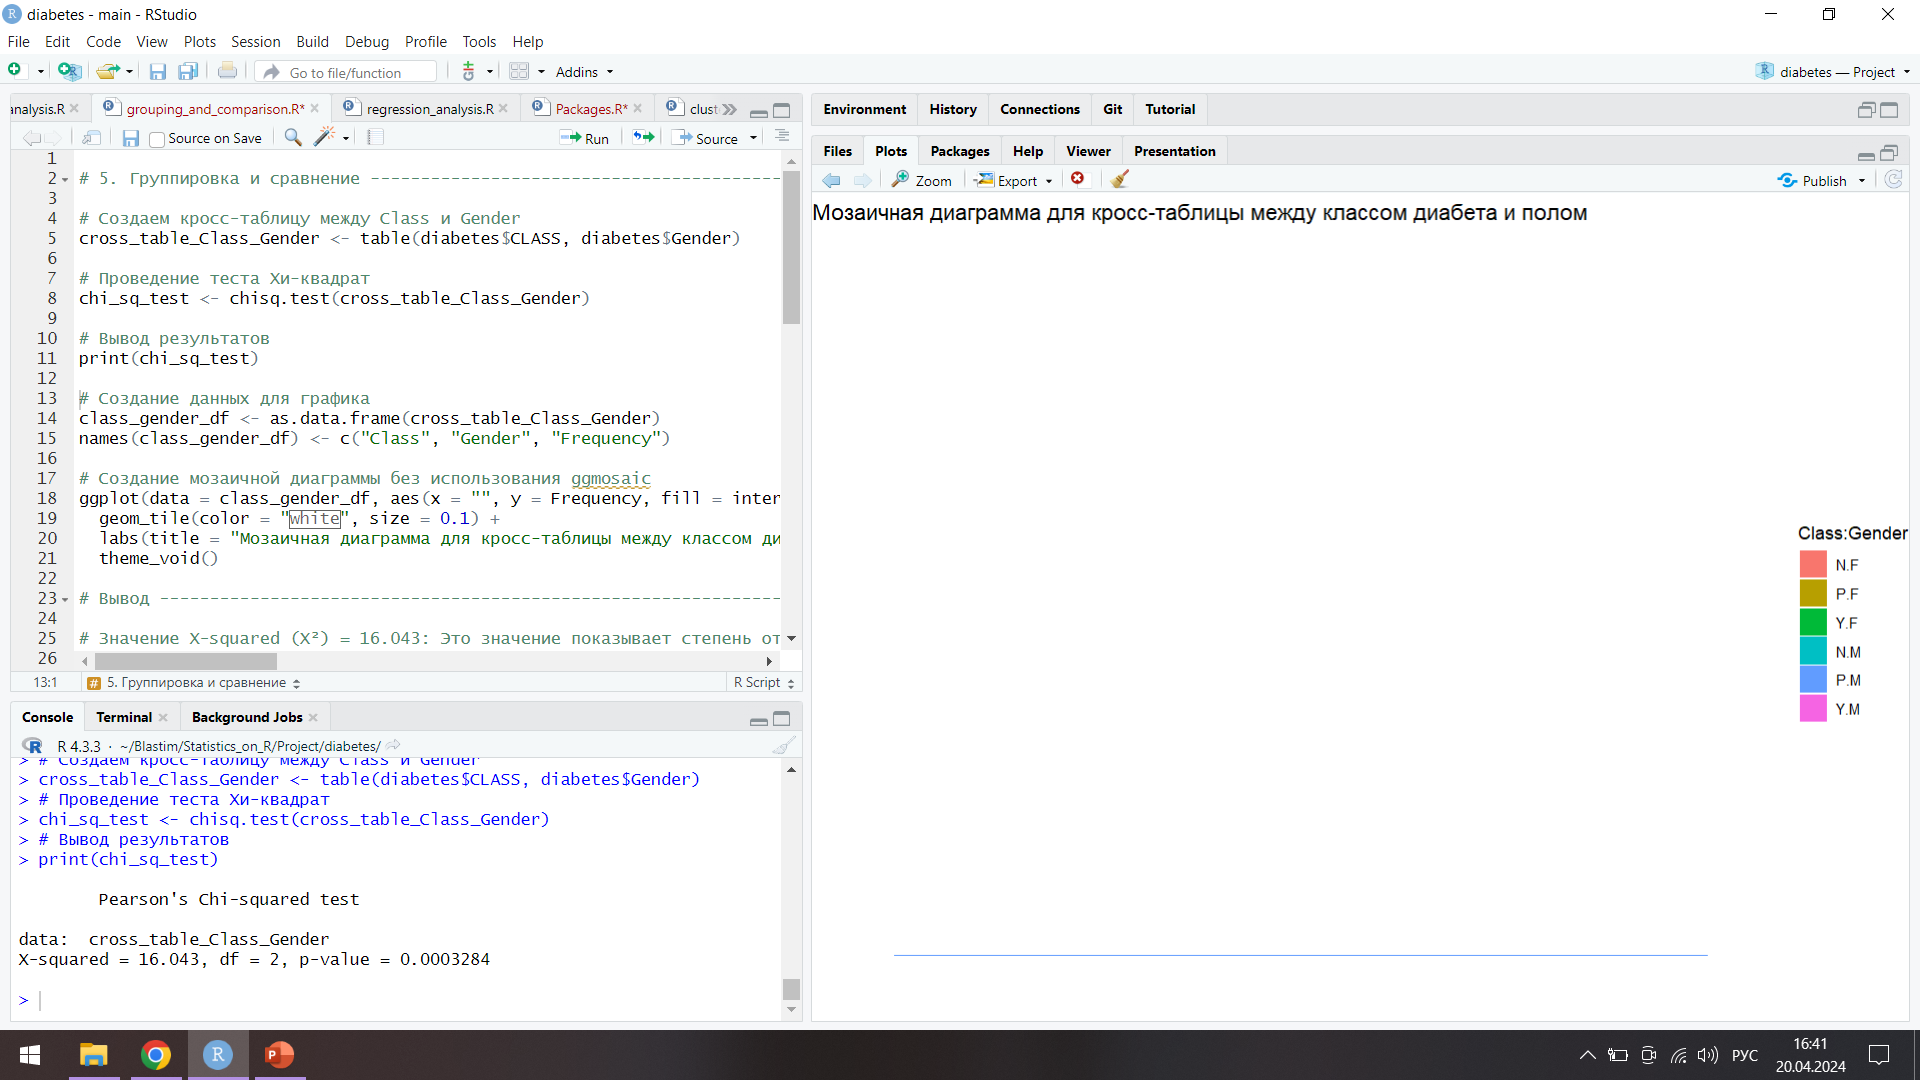 diabetes - main - RStudio
File Edit Code View Plots Session Build Debug Profile Tools Help
Go to file/function
Addins
diabetes — Project
analysis.R
grouping_and_comparison.R*
regression_analysis.R
Packages.R*
clust
Source on Save
Run
Source
1
2 # 5. Группировка и сравнение -----------------------------------------
3
4 # Создаем кросс-таблицу между Class и Gender
5 cross_table_Class_Gender <- table(diabetes$CLASS, diabetes$Gender)
6
7 # Проведение теста Хи-квадрат
8 chi_sq_test <- chisq.test(cross_table_Class_Gender)
9
10 # Вывод результатов
11 print(chi_sq_test)
12
13 # Создание данных для графика
14 class_gender_df <- as.data.frame(cross_table_Class_Gender)
15 names(class_gender_df) <- c("Class", "Gender", "Frequency")
16
17 # Создание мозаичной диаграммы без использования ggmosaic
18 ggplot(data = class_gender_df, aes(x = "", y = Frequency, fill = inter
19 geom_tile(color = "white", size = 0.1) +
20 labs(title = "Мозаичная диаграмма для кросс-таблицы между классом ди
21 theme_void()
22
23 # Вывод --------------------------------------------------------------
24
25 # Значение X-squared (X²) = 16.043: Это значение показывает степень от
26
13:1
# 5. Группировка и сравнение
R Script
Console Terminal Background Jobs
R 4.3.3 · ~/Blastim/Statistics_on_R/Project/diabetes/
> # Создаем кросс-таблицу между Class и Gender
> cross_table_Class_Gender <- table(diabetes$CLASS, diabetes$Gender)
> # Проведение теста Хи-квадрат
> chi_sq_test <- chisq.test(cross_table_Class_Gender)
> # Вывод результатов
> print(chi_sq_test)
Pearson's Chi-squared test
data: cross_table_Class_Gender
X-squared = 16.043, df = 2, p-value = 0.0003284
>
Environment History Connections Git Tutorial
Files Plots Packages Help Viewer Presentation
Zoom Export Publish
Мозаичная диаграмма для кросс-таблицы между классом диабета и полом
Class:Gender
N.F
P.F
Y.F
N.M
P.M
Y.M
РУС
16:41
20.04.2024